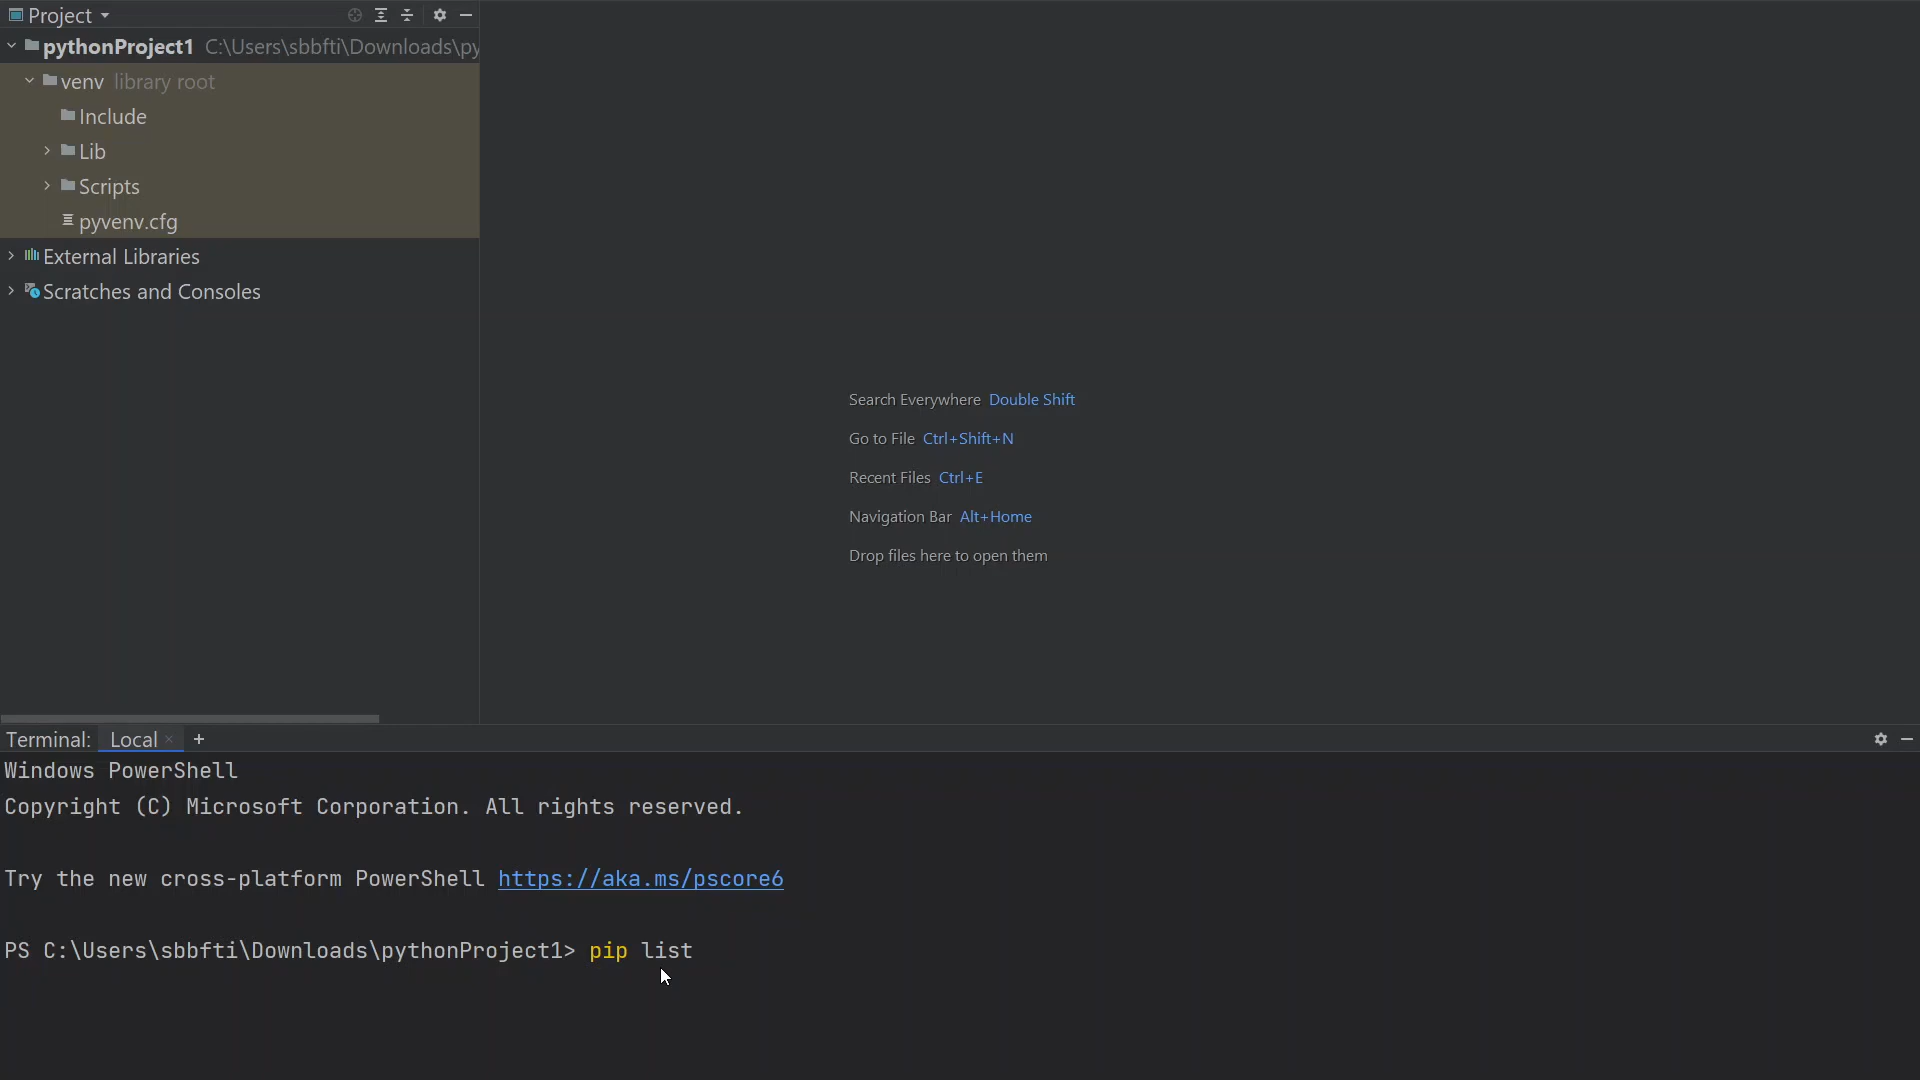 Project
pythonProject1 C:\Users\sbbfti\Downloads\py
venv library root
Include
Lib
Scripts
pyvenv.cfg
External Libraries
Scratches and Consoles
Search Everywhere Double Shift
Go to File Ctrl+Shift+N
Recent Files Ctrl+E
Navigation Bar Alt+Home
Drop files here to open them
Terminal: Local × +
Windows PowerShell
Copyright (C) Microsoft Corporation. All rights reserved.
Try the new cross-platform PowerShell https://aka.ms/pscore6
PS C:\Users\sbbfti\Downloads\pythonProject1> pip list